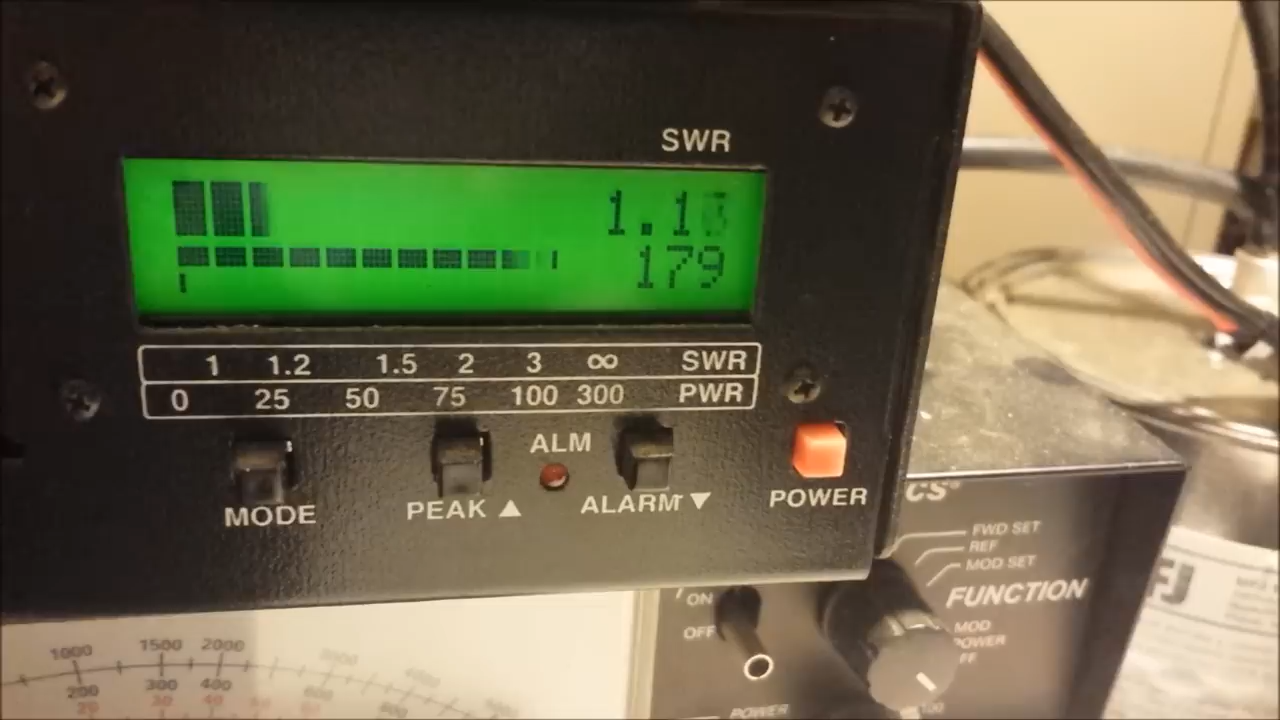 SWR
1.1
179
1 1.2 1.5 2 3 ∞ SWR
0 25 50 75 100 300 PWR
ALM
MODE
PEAK ▲
ALARM ▼
POWER
FWD SET
REF
MOD SET
FUNCTION
ON
OFF
MOD
POWER
POWER
1000 1500 2000
200 300 400
100